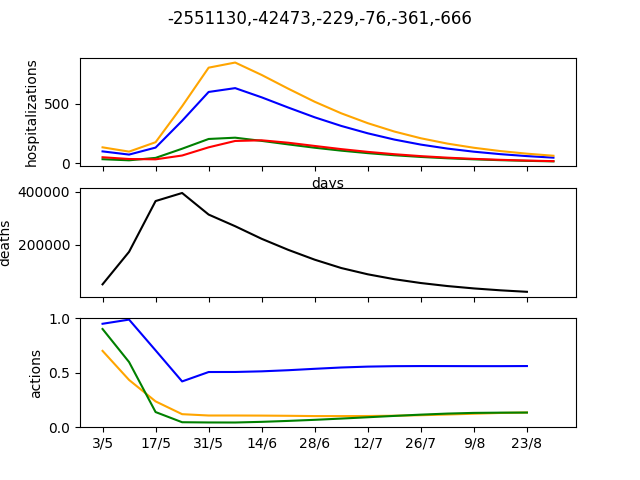 -2551130,-42473,-229,-76,-361,-666
hospitalizations
500
0
days
deaths
400000
200000
actions
1.0
0.5
0.0
3/5 17/5 31/5 14/6 28/6 12/7 26/7 9/8 23/8